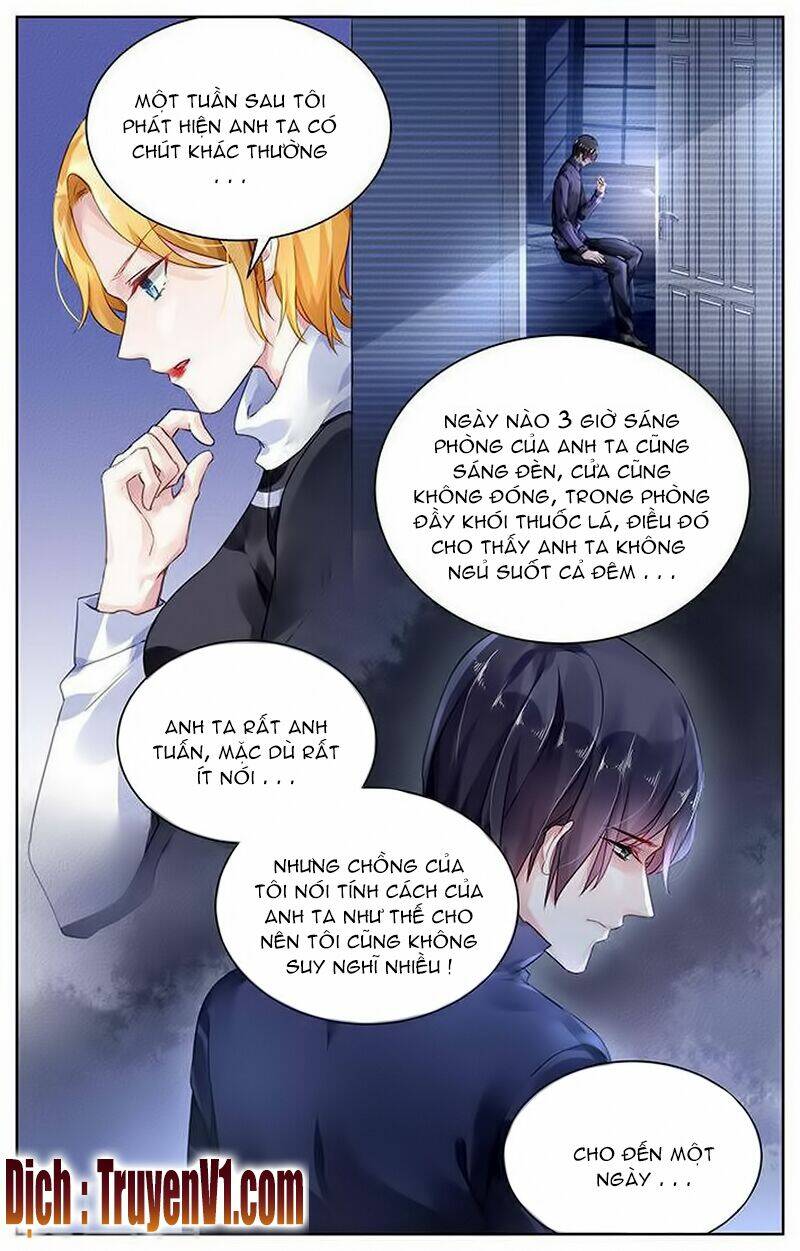 MỘT TUẦN SAU TÔI
PHÁT HIỆN ANH TA CÓ
CHÚT KHÁC THƯỜNG
. . .
NGÀY NÀO 3 GIỜ SÁNG
PHÒNG CỦA ANH TA CŨNG
SÁNG ĐÈN, CỬA CŨNG
KHÔNG ĐÓNG, TRONG PHÒNG
ĐẦY KHÓI THUỐC LÁ, ĐIỀU ĐÓ
CHO THẤY ANH TA KHÔNG
NGỦ SUỐT CẢ ĐÊM . . .
ANH TA RẤT ANH
TUẤN, MẶC DÙ RẤT
ÍT NÓI . . .
NHƯNG CHỒNG CỦA
TÔI NÓI TÍNH CÁCH CỦA
ANH TA NHƯ THẾ CHO
NÊN TÔI CŨNG KHÔNG
SUY NGHĨ NHIỀU !
CHO ĐẾN MỘT
NGÀY . . .
Dịch : TruyenV1.com